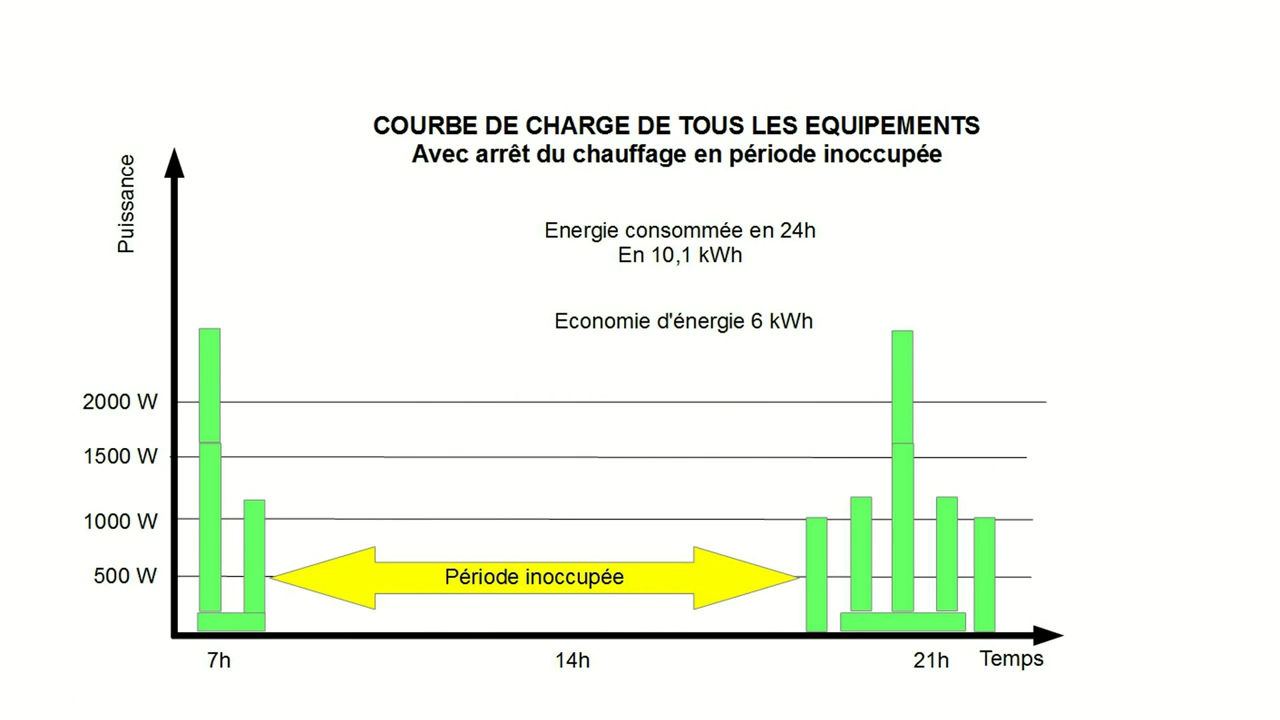 COURBE DE CHARGE DE TOUS LES EQUIPEMENTS
Avec arrêt du chauffage en période inoccupée
Puissance
Energie consommée en 24h
En 10,1 kWh
Economie d'énergie 6 kWh
2000 W
1500 W
1000 W
500 W
Période inoccupée
7h
14h
21h
Temps